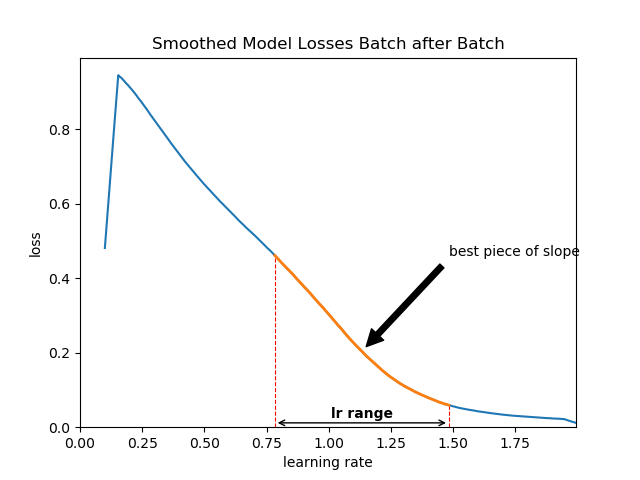 Smoothed Model Losses Batch after Batch
loss
0.8
0.6
0.4
0.2
0.0
best piece of slope
lr range
0.00 0.25 0.50 0.75 1.00 1.25 1.50 1.75
learning rate